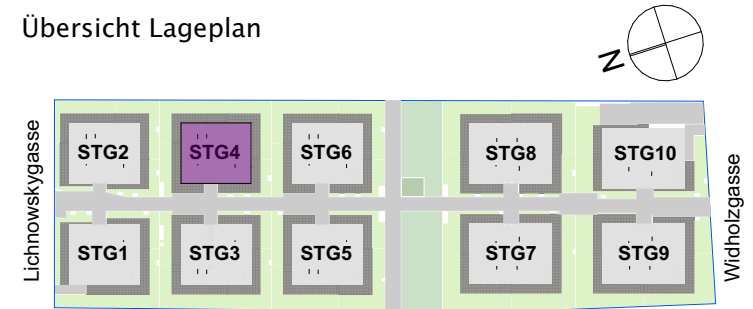 Übersicht Lageplan
N
Lichnowskygasse
STG2
STG4
STG6
STG8
STG10
STG1
STG3
STG5
STG7
STG9
Widholzgasse